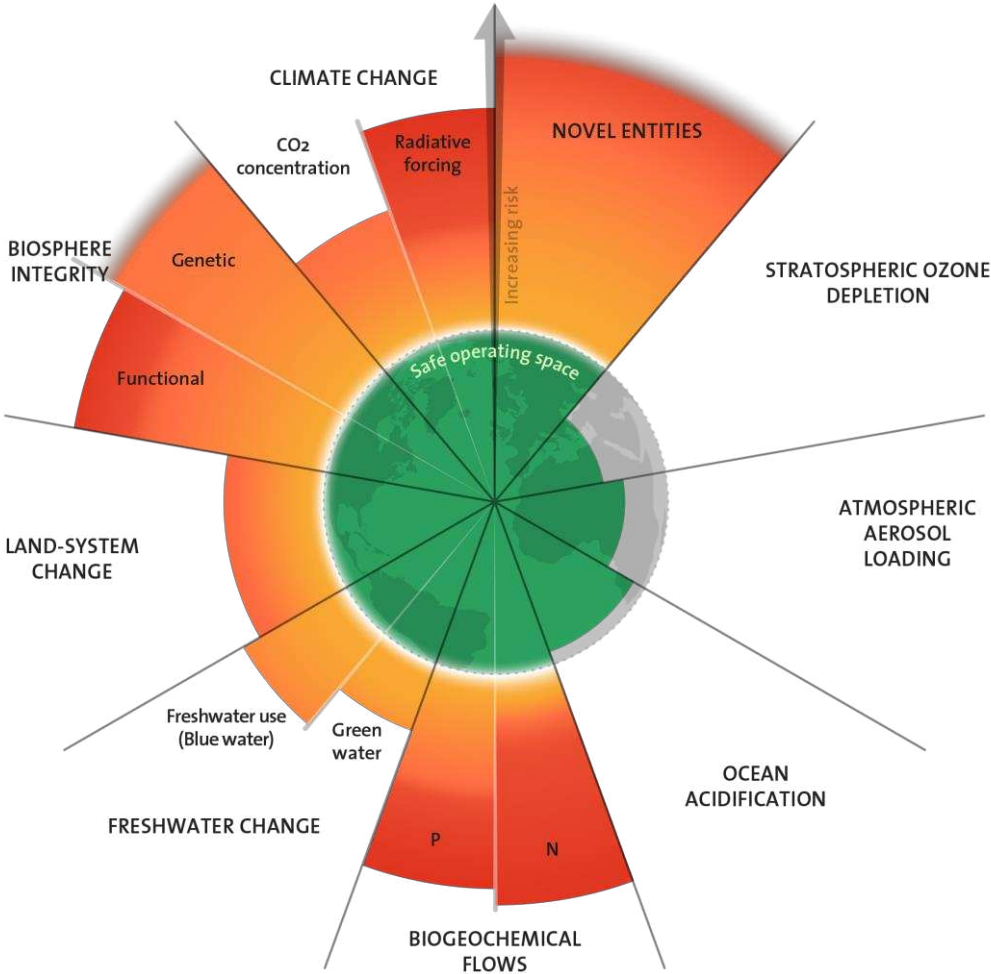 CLIMATE CHANGE
CO2
concentration
Radiative
forcing
NOVEL ENTITIES
Increasing risk
BIOSPHERE
INTEGRITY
Genetic
Functional
STRATOSPHERIC OZONE
DEPLETION
Safe operating space
ATMOSPHERIC
AEROSOL
LOADING
LAND-SYSTEM
CHANGE
Freshwater use
(Blue water)
Green
water
FRESHWATER CHANGE
OCEAN
ACIDIFICATION
P
N
BIOGEOCHEMICAL
FLOWS